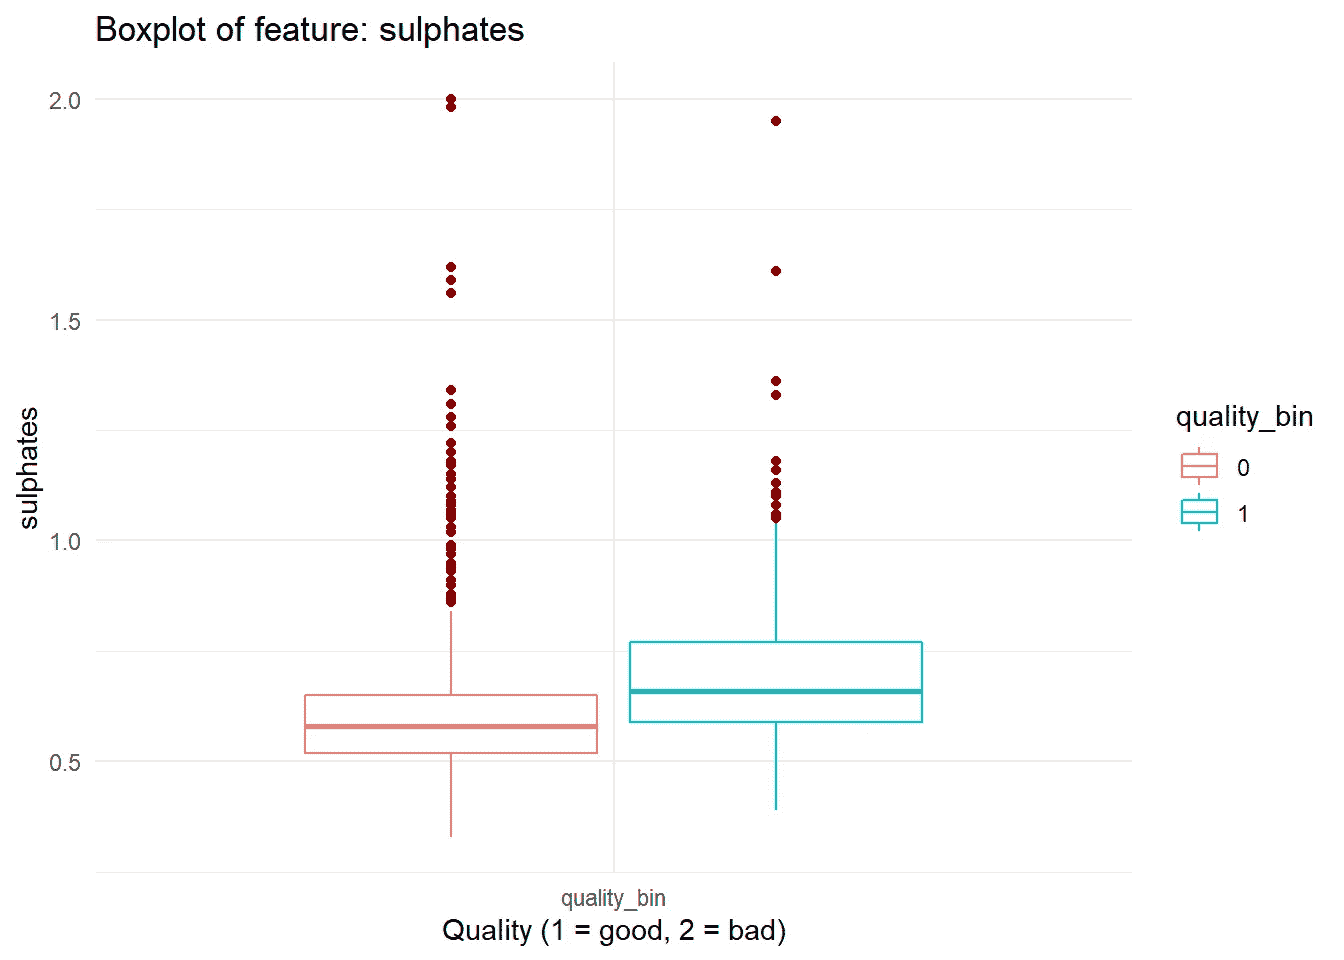 Boxplot of feature: sulphates
2.0
1.5
1.0
0.5
sulphates
quality_bin
Quality (1 = good, 2 = bad)
quality_bin
0
1